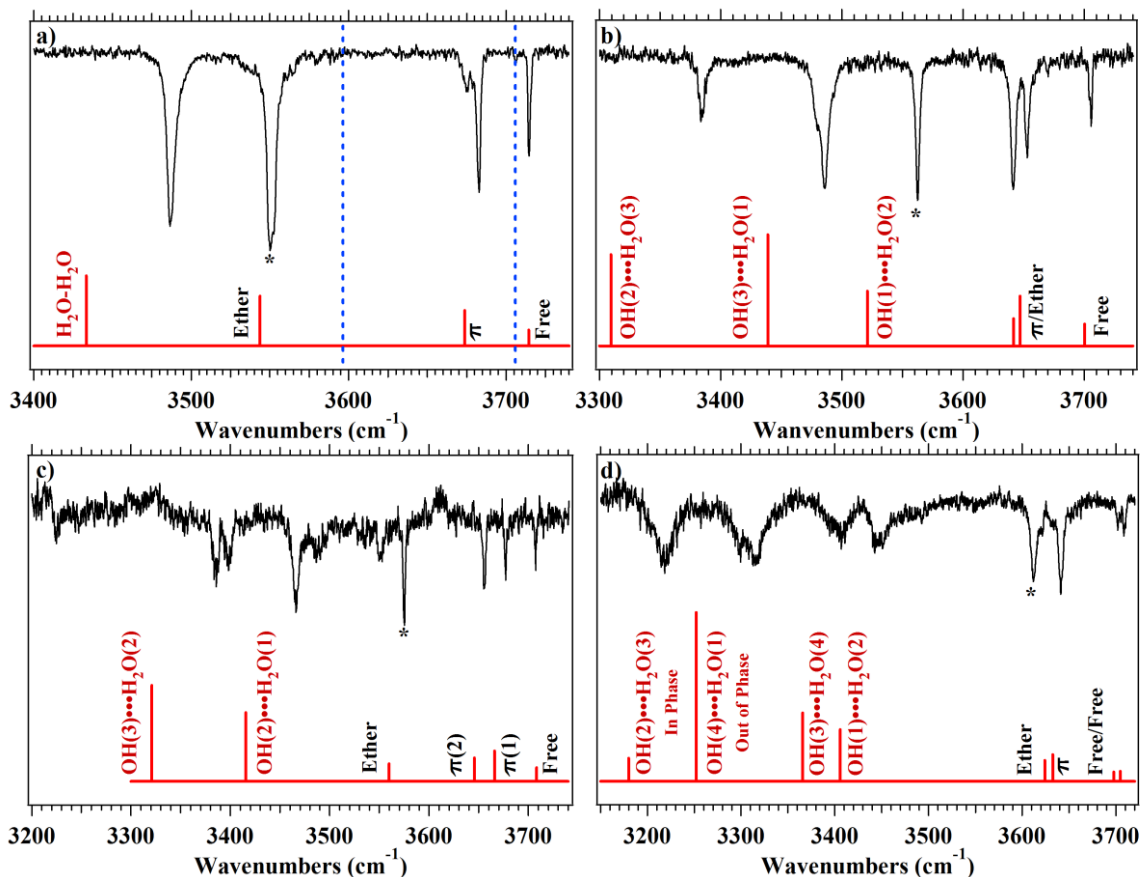 a)
H₂O-H₂O
Ether
π
Free
3400 3500 3600 3700
Wavenumbers (cm⁻¹)
b)
OH(2)•••H₂O(3)
OH(3)•••H₂O(1)
OH(1)•••H₂O(2)
*
π/Ether
Free
3300 3400 3500 3600 3700
Wanvenumbers (cm⁻¹)
c)
OH(3)•••H₂O(2)
OH(2)•••H₂O(1)
Ether
*
π(2)
π(1)
Free
3200 3300 3400 3500 3600 3700
Wavenumbers (cm⁻¹)
d)
OH(2)•••H₂O(3)
In Phase
OH(4)•••H₂O(1)
Out of Phase
OH(3)•••H₂O(4)
OH(1)•••H₂O(2)
Ether
*
π
Free/Free
3200 3300 3400 3500 3600 3700
Wavenumbers (cm⁻¹)